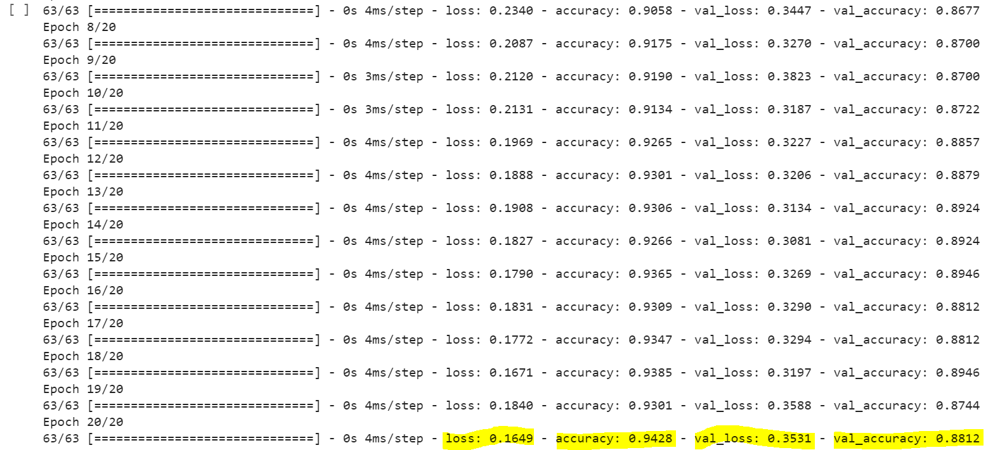 [ ] 63/63 [==============================] - 0s 4ms/step - loss: 0.2340 - accuracy: 0.9058 - val_loss: 0.3447 - val_accuracy: 0.8677
Epoch 8/20
63/63 [==============================] - 0s 4ms/step - loss: 0.2087 - accuracy: 0.9175 - val_loss: 0.3270 - val_accuracy: 0.8700
Epoch 9/20
63/63 [==============================] - 0s 3ms/step - loss: 0.2120 - accuracy: 0.9190 - val_loss: 0.3823 - val_accuracy: 0.8700
Epoch 10/20
63/63 [==============================] - 0s 3ms/step - loss: 0.2131 - accuracy: 0.9134 - val_loss: 0.3187 - val_accuracy: 0.8722
Epoch 11/20
63/63 [==============================] - 0s 4ms/step - loss: 0.1969 - accuracy: 0.9265 - val_loss: 0.3227 - val_accuracy: 0.8857
Epoch 12/20
63/63 [==============================] - 0s 4ms/step - loss: 0.1888 - accuracy: 0.9301 - val_loss: 0.3206 - val_accuracy: 0.8879
Epoch 13/20
63/63 [==============================] - 0s 4ms/step - loss: 0.1908 - accuracy: 0.9306 - val_loss: 0.3134 - val_accuracy: 0.8924
Epoch 14/20
63/63 [==============================] - 0s 4ms/step - loss: 0.1827 - accuracy: 0.9266 - val_loss: 0.3081 - val_accuracy: 0.8924
Epoch 15/20
63/63 [==============================] - 0s 4ms/step - loss: 0.1790 - accuracy: 0.9365 - val_loss: 0.3269 - val_accuracy: 0.8946
Epoch 16/20
63/63 [==============================] - 0s 4ms/step - loss: 0.1831 - accuracy: 0.9309 - val_loss: 0.3290 - val_accuracy: 0.8812
Epoch 17/20
63/63 [==============================] - 0s 4ms/step - loss: 0.1772 - accuracy: 0.9347 - val_loss: 0.3294 - val_accuracy: 0.8812
Epoch 18/20
63/63 [==============================] - 0s 4ms/step - loss: 0.1671 - accuracy: 0.9385 - val_loss: 0.3197 - val_accuracy: 0.8946
Epoch 19/20
63/63 [==============================] - 0s 4ms/step - loss: 0.1840 - accuracy: 0.9301 - val_loss: 0.3588 - val_accuracy: 0.8744
Epoch 20/20
63/63 [==============================] - 0s 4ms/step - loss: 0.1649 - accuracy: 0.9428 - val_loss: 0.3531 - val_accuracy: 0.8812